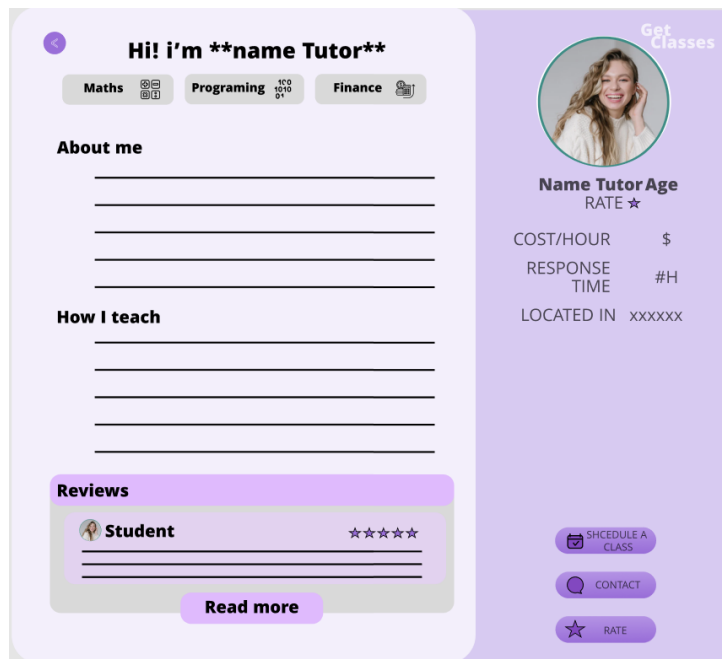 Hi! i’m **name Tutor**
Maths
Programing
100
1010
01
Finance
About me
How I teach
Reviews
Student
Read more
Get
Classes
Name Tutor Age
RATE
COST/HOUR $
RESPONSE
TIME
#H
LOCATED IN xxxxxx
SHCEDULE A
CLASS
CONTACT
RATE